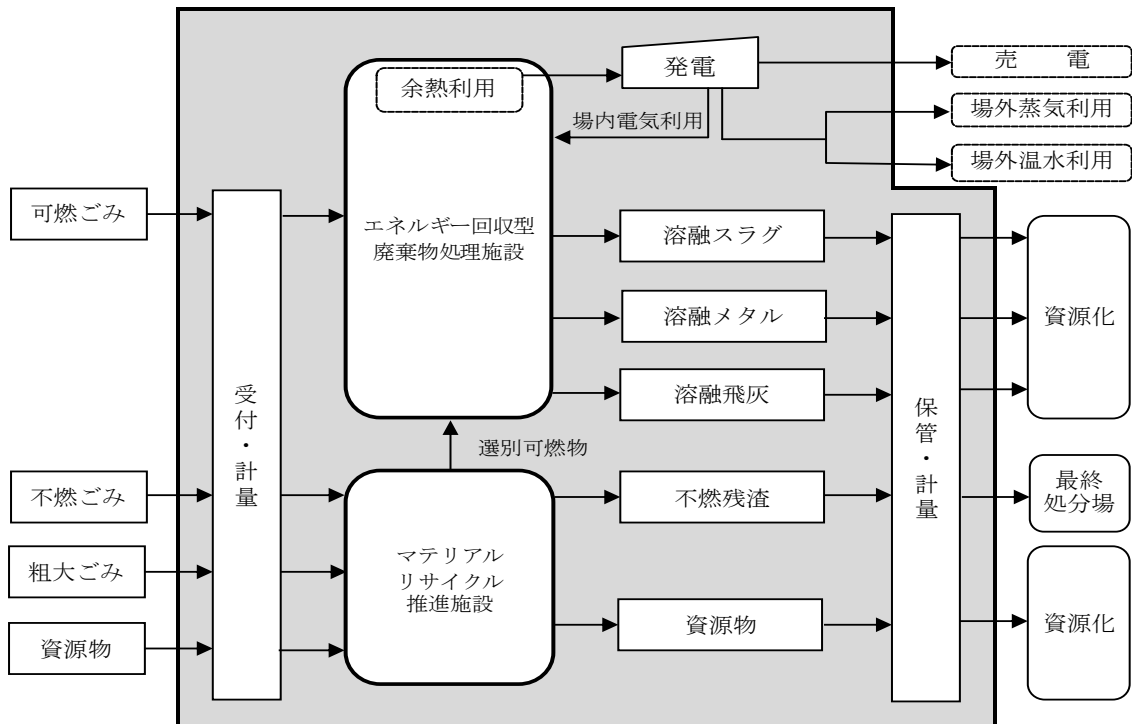 発電
売　　電
余熱利用
場内電気利用
場外蒸気利用
場外温水利用
可燃ごみ
エネルギー回収型
廃棄物処理施設
溶融スラグ
溶融メタル
溶融飛灰
資源化
受付・計量
保管・計量
選別可燃物
不燃ごみ
不燃残渣
最終
処分場
粗大ごみ
マテリアル
リサイクル
推進施設
資源物
資源物
資源化